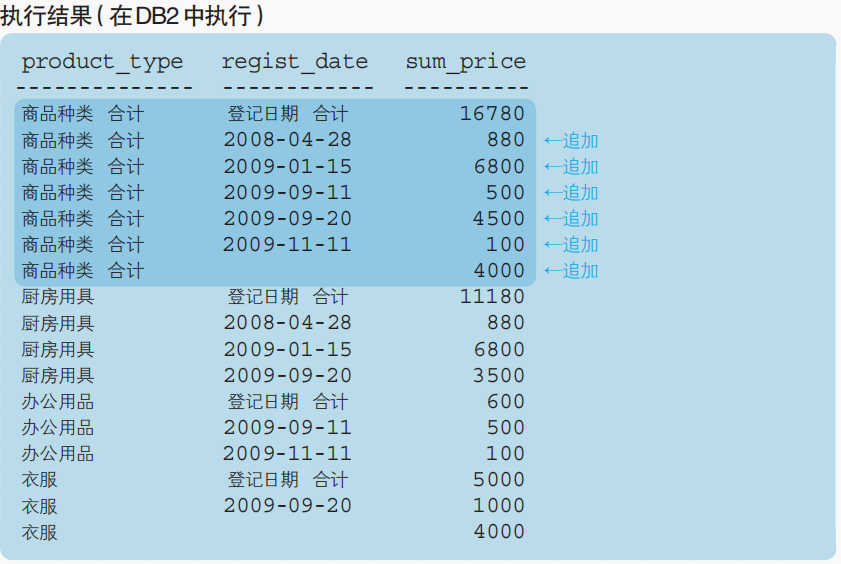 执行结果(在DB2中执行)
product_type regist_date sum_price
-------------- ------------ ----------
商品种类 合计 登记日期 合计 16780
商品种类 合计 2008-04-28 880 ←追加
商品种类 合计 2009-01-15 6800 ←追加
商品种类 合计 2009-09-11 500 ←追加
商品种类 合计 2009-09-20 4500 ←追加
商品种类 合计 2009-11-11 100 ←追加
商品种类 合计 4000 ←追加
厨房用具 登记日期 合计 11180
厨房用具 2008-04-28 880
厨房用具 2009-01-15 6800
厨房用具 2009-09-20 3500
办公用品 登记日期 合计 600
办公用品 2009-09-11 500
办公用品 2009-11-11 100
衣服 登记日期 合计 5000
衣服 2009-09-20 1000
衣服 4000